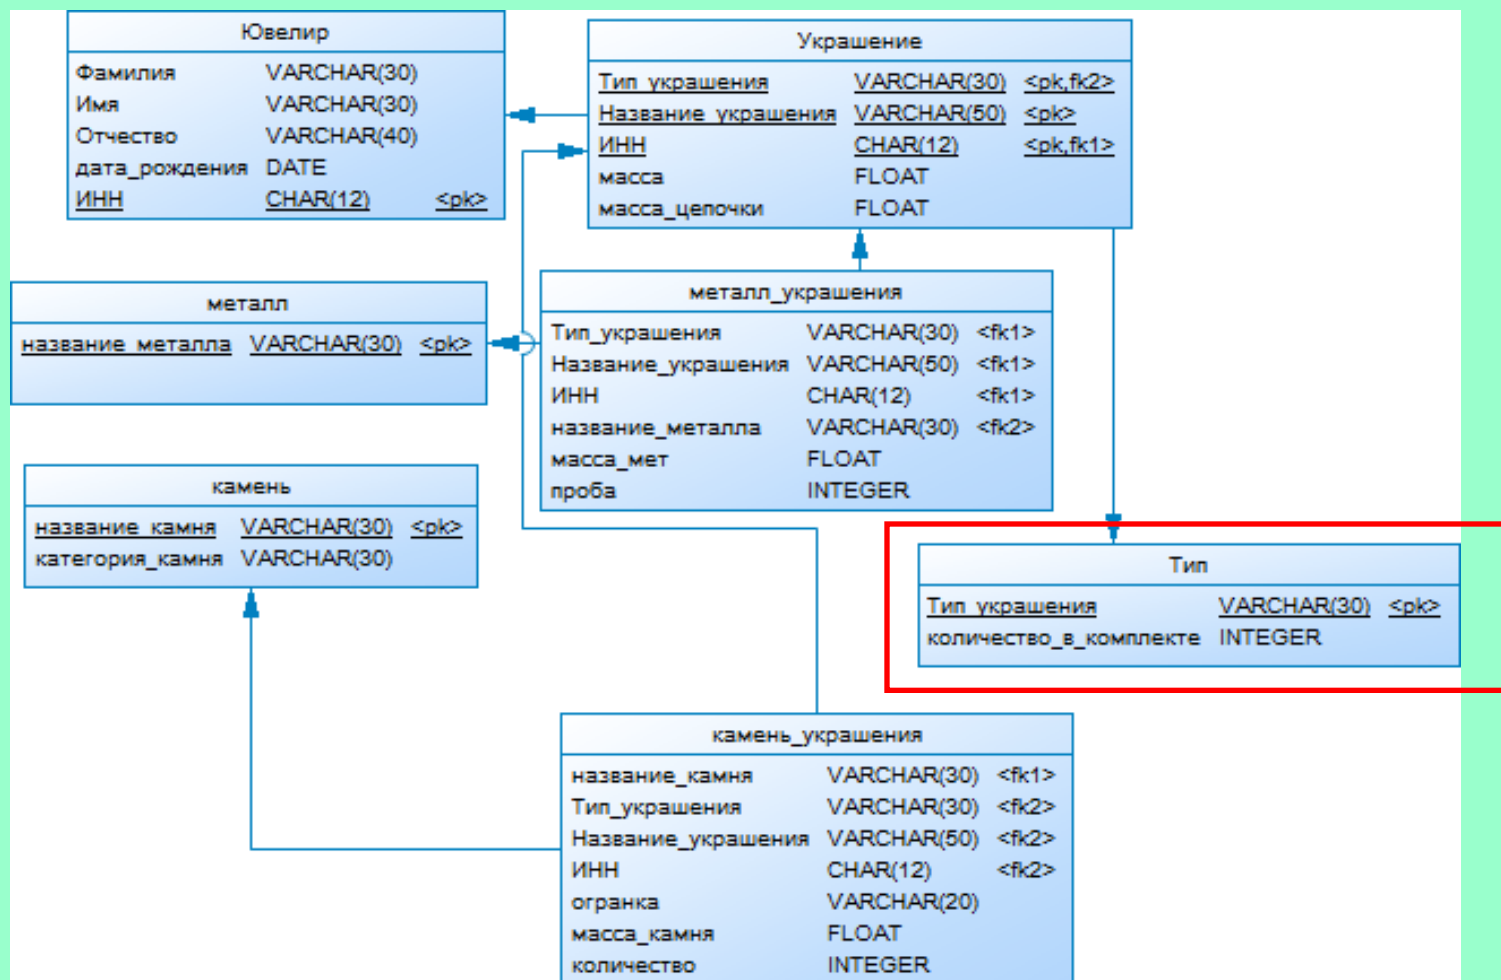 Ювелир
Фамилия VARCHAR(30)
Имя VARCHAR(30)
Отчество VARCHAR(40)
дата_рождения DATE
ИНН CHAR(12) <pk>
Украшение
Тип_украшения VARCHAR(30) <pk,fk2>
Название_украшения VARCHAR(50) <pk>
ИНН CHAR(12) <pk,fk1>
масса FLOAT
масса_цепочки FLOAT
металл
название_металла VARCHAR(30) <pk>
металл_украшения
Тип_украшения VARCHAR(30) <fk1>
Название_украшения VARCHAR(50) <fk1>
ИНН CHAR(12) <fk1>
название_металла VARCHAR(30) <fk2>
масса_мет FLOAT
проба INTEGER
камень
название_камня VARCHAR(30) <pk>
категория_камня VARCHAR(30)
Тип
Тип_украшения VARCHAR(30) <pk>
количество_в_комплекте INTEGER
камень_украшения
название_камня VARCHAR(30) <fk1>
Тип_украшения VARCHAR(30) <fk2>
Название_украшения VARCHAR(50) <fk2>
ИНН CHAR(12) <fk2>
огранка VARCHAR(20)
масса_камня FLOAT
количество INTEGER